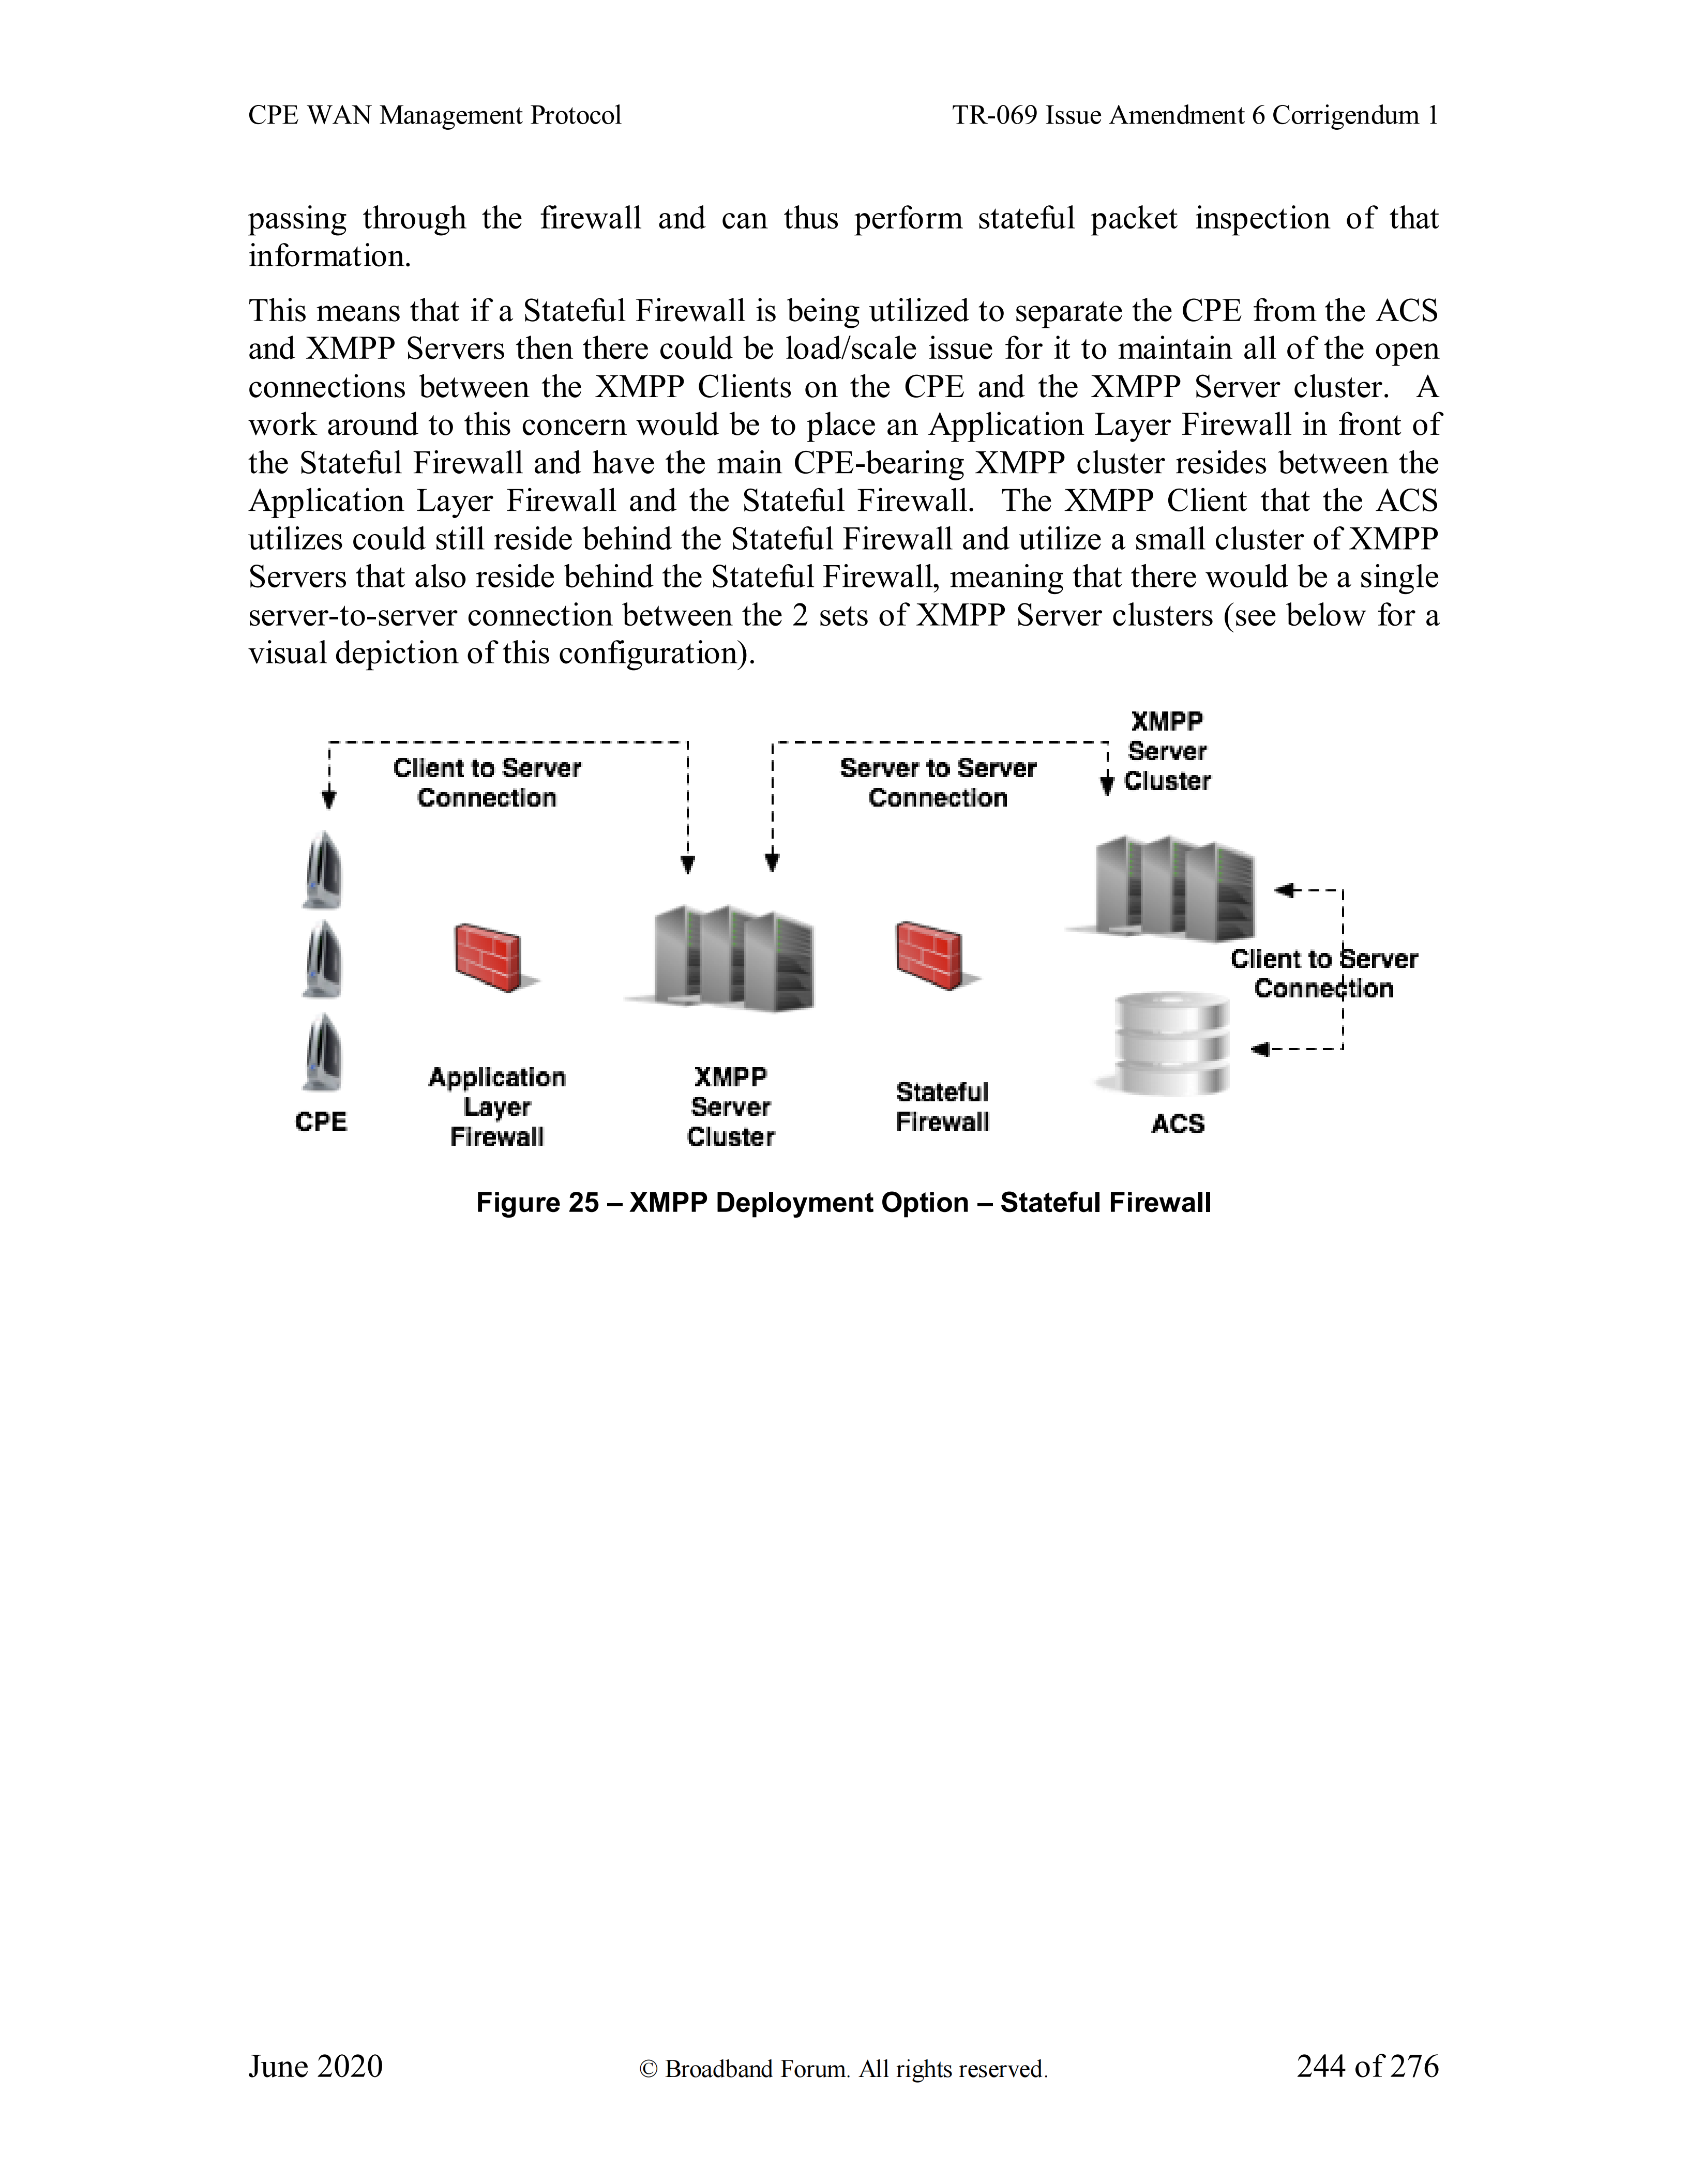 CPE WAN Management Protocol TR-069 Issue Amendment 6 Corrigendum 1
passing through the firewall and can thus perform stateful packet inspection of that
information.
This means that if a Stateful Firewall is being utilized to separate the CPE from the ACS
and XMPP Servers then there could be load/scale issue for it to maintain all of the open
connections between the XMPP Clients on the CPE and the XMPP Server cluster. A
work around to this concern would be to place an Application Layer Firewall in front of
the Stateful Firewall and have the main CPE-bearing XMPP cluster resides between the
Application Layer Firewall and the Stateful Firewall. The XMPP Client that the ACS
utilizes could still reside behind the Stateful Firewall and utilize a small cluster of XMPP
Servers that also reside behind the Stateful Firewall, meaning that there would be a single
server-to-server connection between the 2 sets of XMPP Server clusters (see below for a
visual depiction of this configuration).
Client to Server
Connection
Server to Server
Connection
XMPP
Server
Cluster
Client to Server
Connection
CPE
Application
Layer
Firewall
XMPP
Server
Cluster
Stateful
Firewall
ACS
Figure 25 – XMPP Deployment Option – Stateful Firewall
June 2020 © Broadband Forum. All rights reserved. 244 of 276